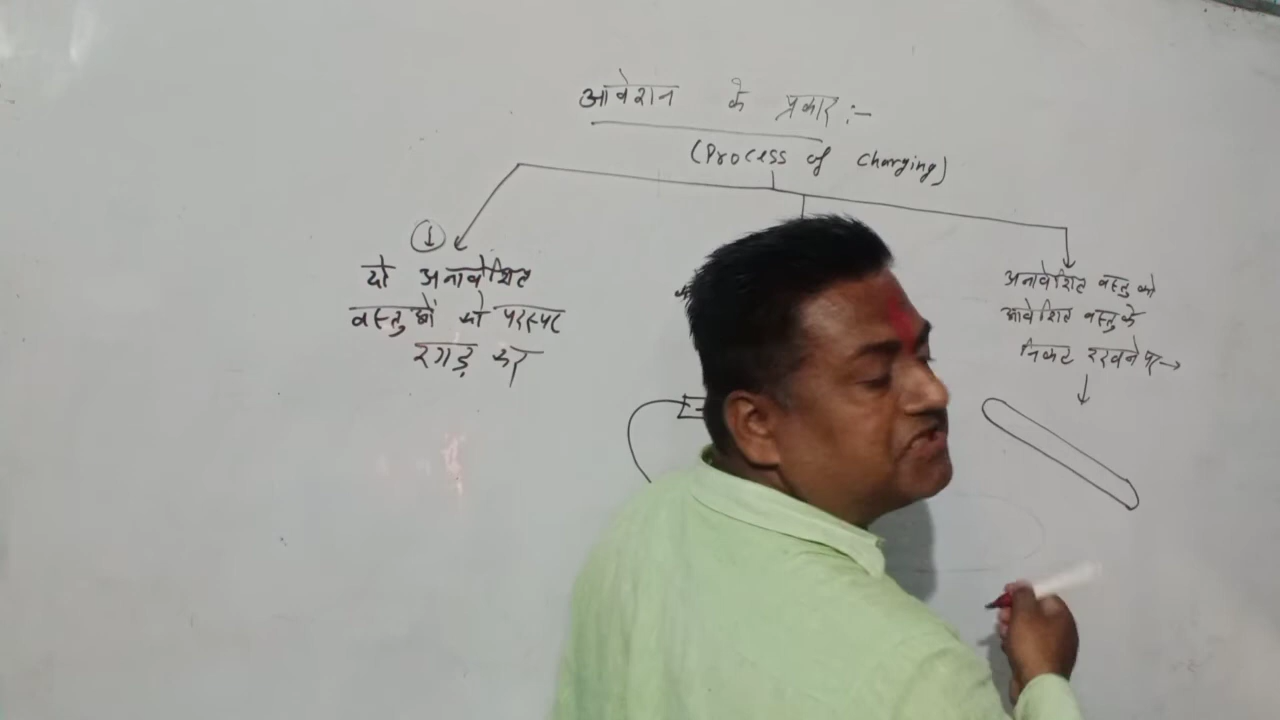 आवेशन के प्रकार :-
(Process of Charging)
1
दो अनावेशित
वस्तुओं को परस्पर
रगड़ कर
अनावेशित वस्तु को
आवेशित वस्तु के
निकट रखने पर→